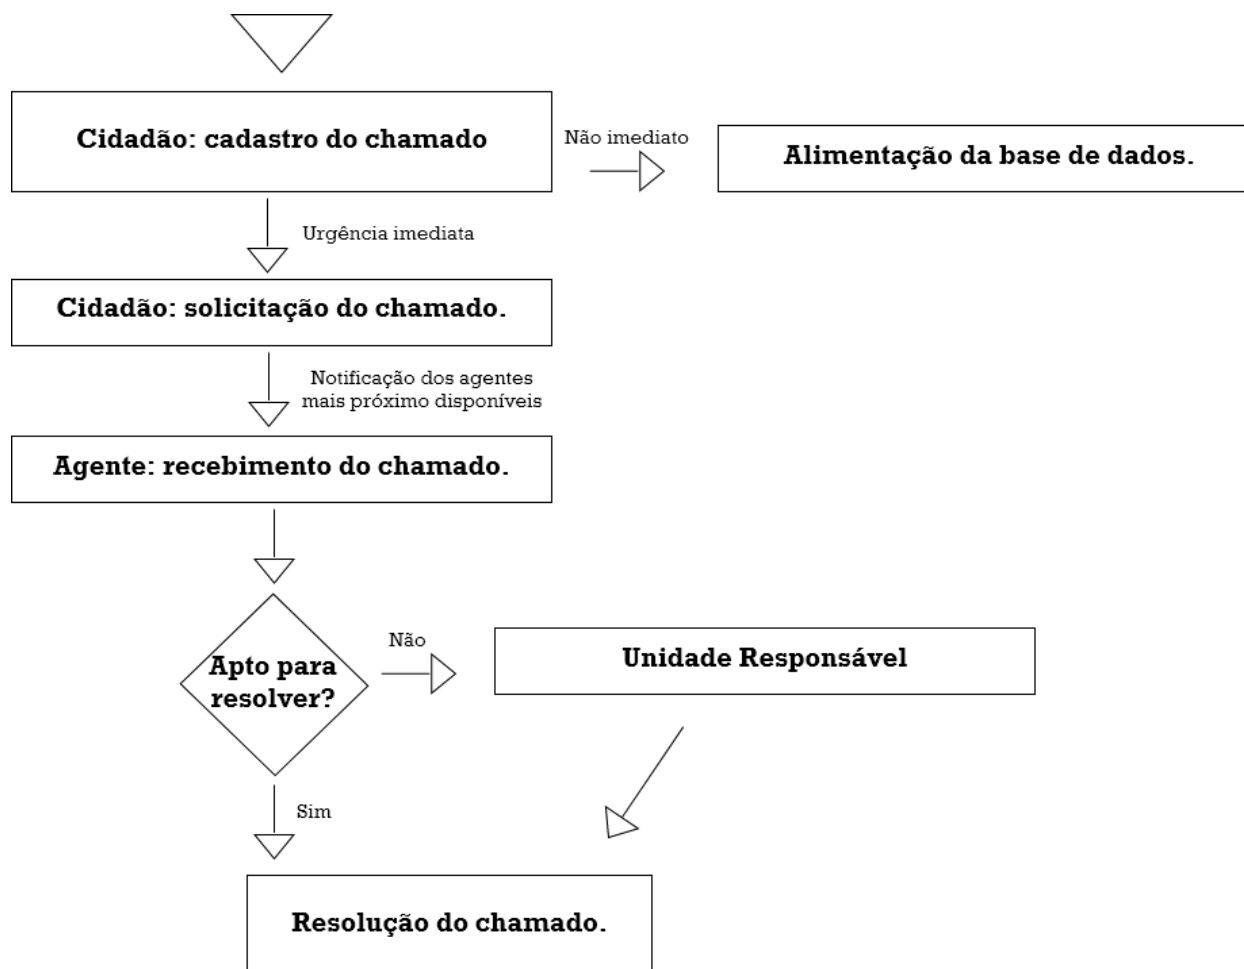 Cidadão: cadastro do chamado
Não imediato
Alimentação da base de dados.
Urgência imediata
Cidadão: solicitação do chamado.
Notificação dos agentes
mais próximo disponíveis
Agente: recebimento do chamado.
Apto para
resolver?
Não
Unidade Responsável
Sim
Resolução do chamado.